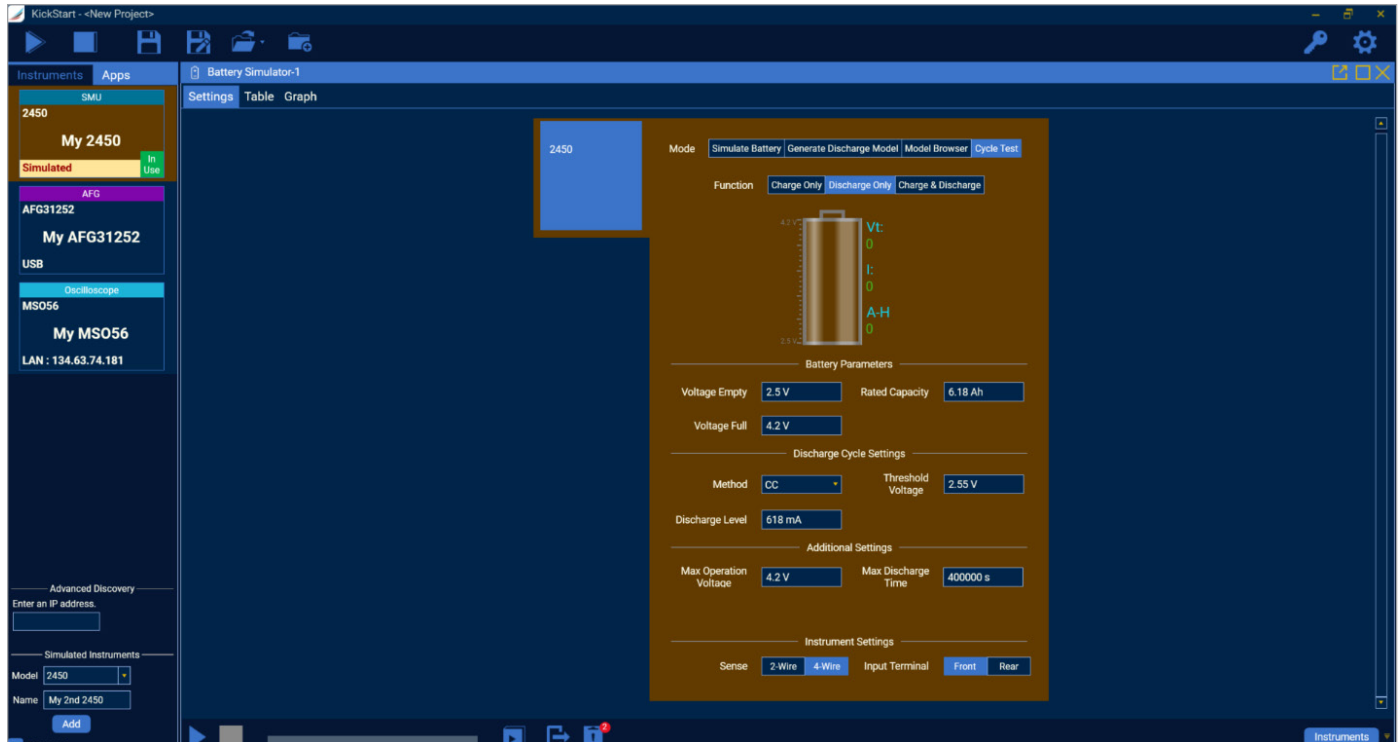 KickStart - <New Project>
Instruments Apps
SMU
2450
My 2450
Simulated In Use
AFG
AFG31252
My AFG31252
USB
Oscilloscope
MSO56
My MSO56
LAN : 134.63.74.181
Advanced Discovery
Enter an IP address.
Simulated Instruments
Model 2450
Name My 2nd 2450
Add
Battery Simulator-1
Settings Table Graph
2450
Mode Simulate Battery Generate Discharge Model Model Browser Cycle Test
Function Charge Only Discharge Only Charge & Discharge
4.2 V
Vt:
0
I:
0
A-H
0
2.5 V
Battery Parameters
Voltage Empty 2.5 V Rated Capacity 6.18 Ah
Voltage Full 4.2 V
Discharge Cycle Settings
Method CC Threshold Voltage 2.55 V
Discharge Level 618 mA
Additional Settings
Max Operation Voltage 4.2 V Max Discharge Time 400000 s
Instrument Settings
Sense 2-Wire 4-Wire Input Terminal Front Rear
2
Instruments